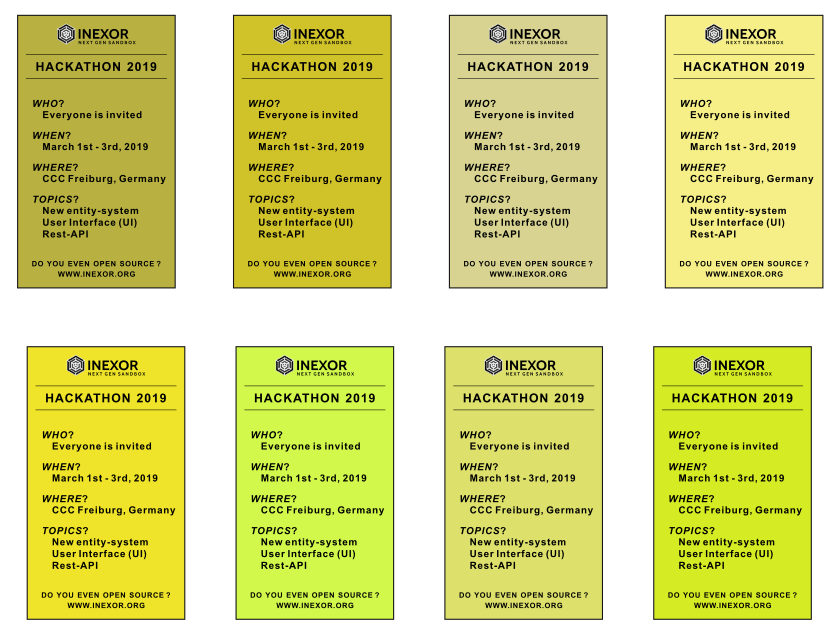 INEXOR
NEXT GEN SANDBOX
HACKATHON 2019
WHO?
Everyone is invited
WHEN?
March 1st - 3rd, 2019
WHERE?
CCC Freiburg, Germany
TOPICS?
New entity-system
User Interface (UI)
Rest-API
DO YOU EVEN OPEN SOURCE ?
WWW.INEXOR.ORG
INEXOR
NEXT GEN SANDBOX
HACKATHON 2019
WHO?
Everyone is invited
WHEN?
March 1st - 3rd, 2019
WHERE?
CCC Freiburg, Germany
TOPICS?
New entity-system
User Interface (UI)
Rest-API
DO YOU EVEN OPEN SOURCE ?
WWW.INEXOR.ORG
INEXOR
NEXT GEN SANDBOX
HACKATHON 2019
WHO?
Everyone is invited
WHEN?
March 1st - 3rd, 2019
WHERE?
CCC Freiburg, Germany
TOPICS?
New entity-system
User Interface (UI)
Rest-API
DO YOU EVEN OPEN SOURCE ?
WWW.INEXOR.ORG
INEXOR
NEXT GEN SANDBOX
HACKATHON 2019
WHO?
Everyone is invited
WHEN?
March 1st - 3rd, 2019
WHERE?
CCC Freiburg, Germany
TOPICS?
New entity-system
User Interface (UI)
Rest-API
DO YOU EVEN OPEN SOURCE ?
WWW.INEXOR.ORG
INEXOR
NEXT GEN SANDBOX
HACKATHON 2019
WHO?
Everyone is invited
WHEN?
March 1st - 3rd, 2019
WHERE?
CCC Freiburg, Germany
TOPICS?
New entity-system
User Interface (UI)
Rest-API
DO YOU EVEN OPEN SOURCE ?
WWW.INEXOR.ORG
INEXOR
NEXT GEN SANDBOX
HACKATHON 2019
WHO?
Everyone is invited
WHEN?
March 1st - 3rd, 2019
WHERE?
CCC Freiburg, Germany
TOPICS?
New entity-system
User Interface (UI)
Rest-API
DO YOU EVEN OPEN SOURCE ?
WWW.INEXOR.ORG
INEXOR
NEXT GEN SANDBOX
HACKATHON 2019
WHO?
Everyone is invited
WHEN?
March 1st - 3rd, 2019
WHERE?
CCC Freiburg, Germany
TOPICS?
New entity-system
User Interface (UI)
Rest-API
DO YOU EVEN OPEN SOURCE ?
WWW.INEXOR.ORG
INEXOR
NEXT GEN SANDBOX
HACKATHON 2019
WHO?
Everyone is invited
WHEN?
March 1st - 3rd, 2019
WHERE?
CCC Freiburg, Germany
TOPICS?
New entity-system
User Interface (UI)
Rest-API
DO YOU EVEN OPEN SOURCE ?
WWW.INEXOR.ORG